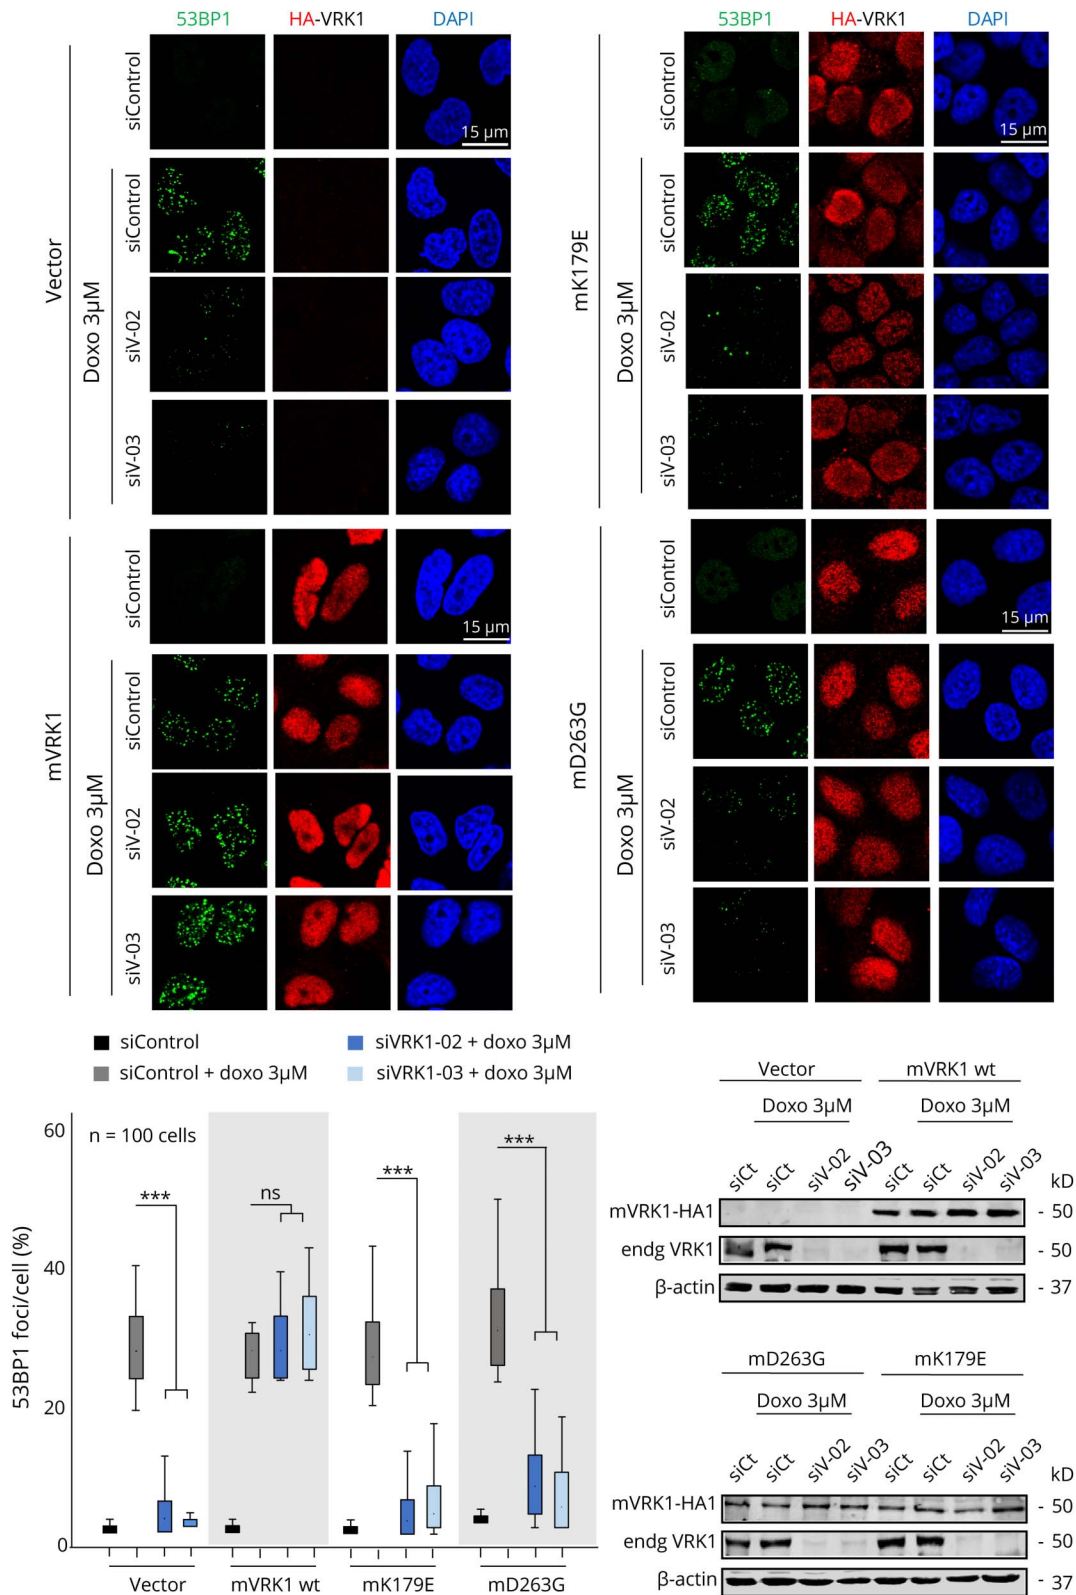 53BP1 HA-VRK1 DAPI
Vector
siControl
15 µm
Doxo 3µM
siControl
siV-02
siV-03
mVRK1
siControl
15 µm
Doxo 3µM
siControl
siV-02
siV-03
53BP1 HA-VRK1 DAPI
mK179E
siControl
15 µm
Doxo 3µM
siControl
siV-02
siV-03
mD263G
siControl
15 µm
Doxo 3µM
siControl
siV-02
siV-03
siControl
siControl + doxo 3µM
siVRK1-02 + doxo 3µM
siVRK1-03 + doxo 3µM
53BP1 foci/cell (%)
60
40
20
0
n = 100 cells
***
ns
***
***
Vector mVRK1 wt mK179E mD263G
Vector mVRK1 wt
Doxo 3µM Doxo 3µM
siCt siCt siV-02 siV-03 siCt siCt siV-02 siV-03 kD
mVRK1-HA1 - 50
endg VRK1 - 50
β-actin - 37
mD263G mK179E
Doxo 3µM Doxo 3µM
siCt siCt siV-02 siV-03 siCt siCt siV-02 siV-03 kD
mVRK1-HA1 - 50
endg VRK1 - 50
β-actin - 37